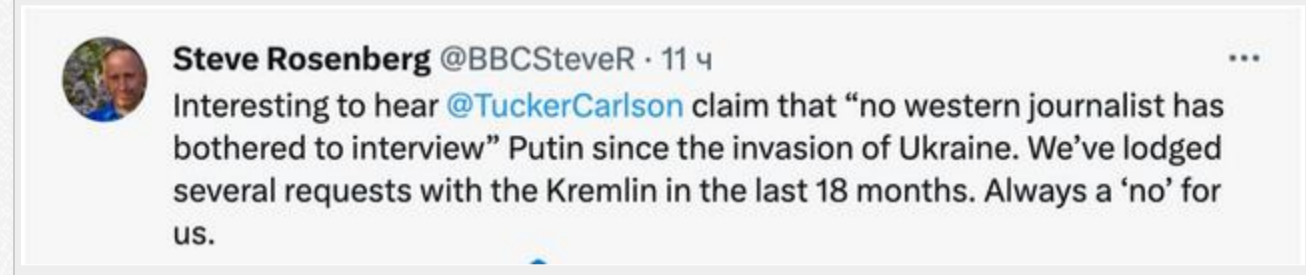 Steve Rosenberg @BBCSteveR · 11 ч
Interesting to hear @TuckerCarlson claim that “no western journalist has
bothered to interview” Putin since the invasion of Ukraine. We’ve lodged
several requests with the Kremlin in the last 18 months. Always a ‘no’ for
us.